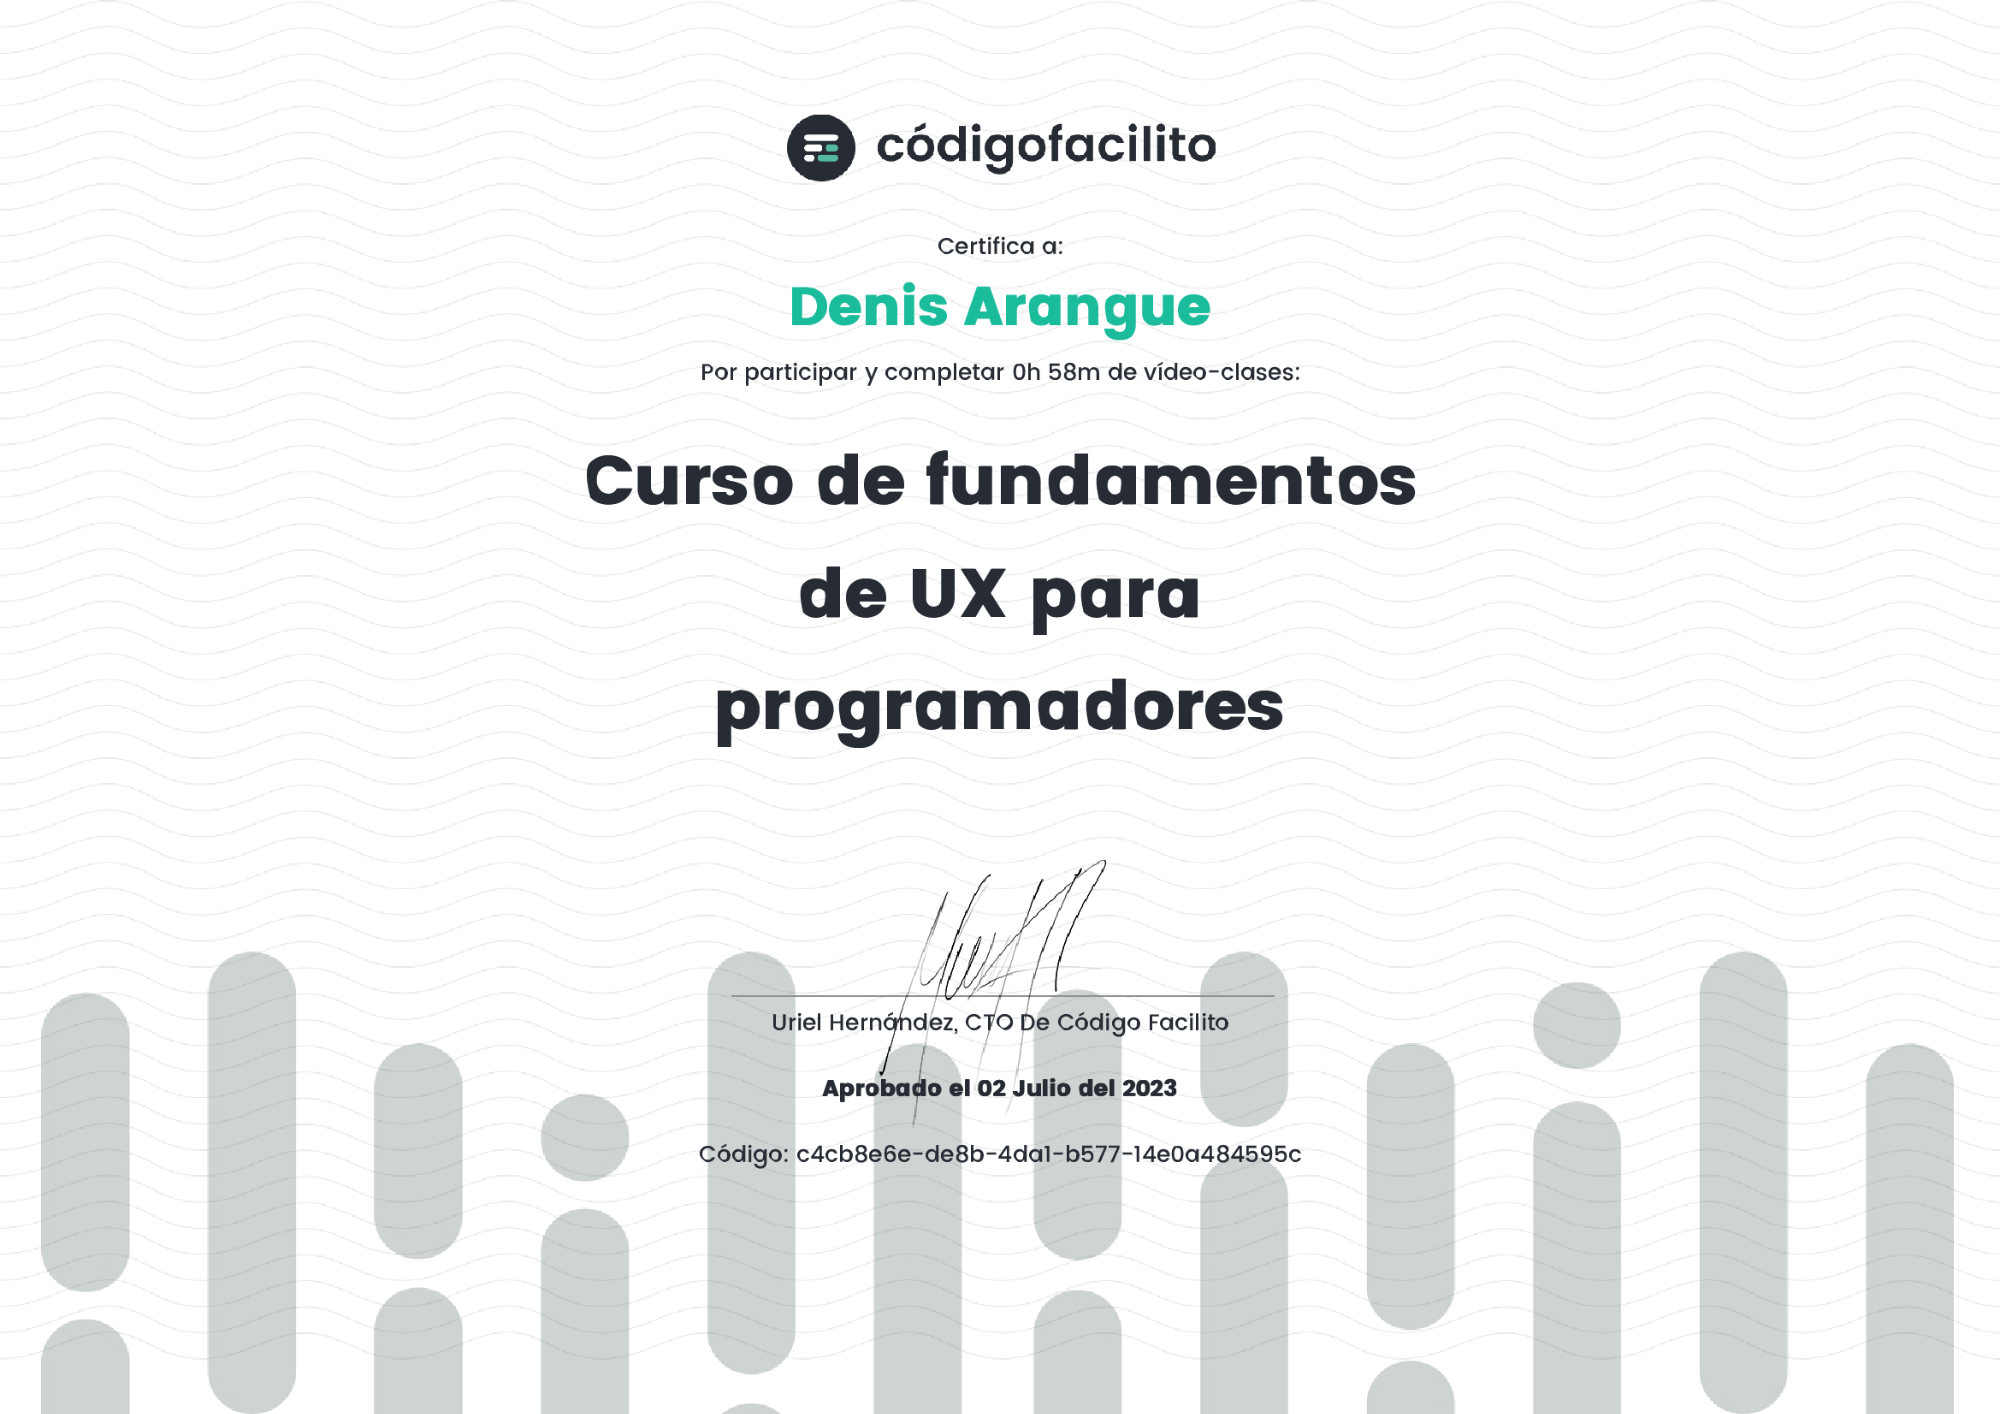 códigofacilito
Certifica a:
Denis Arangue
Por participar y completar 0h 58m de vídeo-clases:
Curso de fundamentos
de UX para
programadores
Uriel Hernández, CTO De Código Facilito
Aprobado el 02 Julio del 2023
Código: c4cb8e6e-de8b-4da1-b577-14e0a484595c